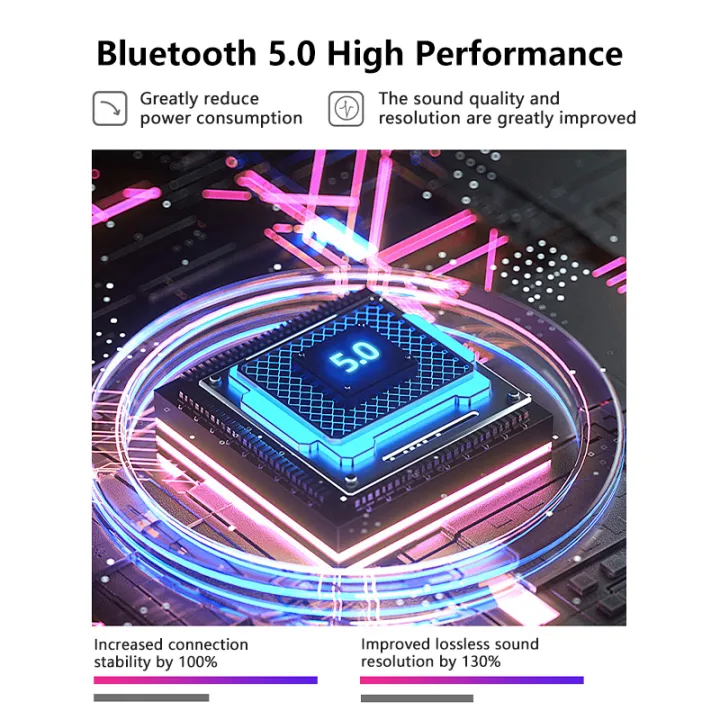 Bluetooth 5.0 High Performance
Greatly reduce
power consumption
The sound quality and
resolution are greatly improved
5.0
Increased connection
stability by 100%
Improved lossless sound
resolution by 130%